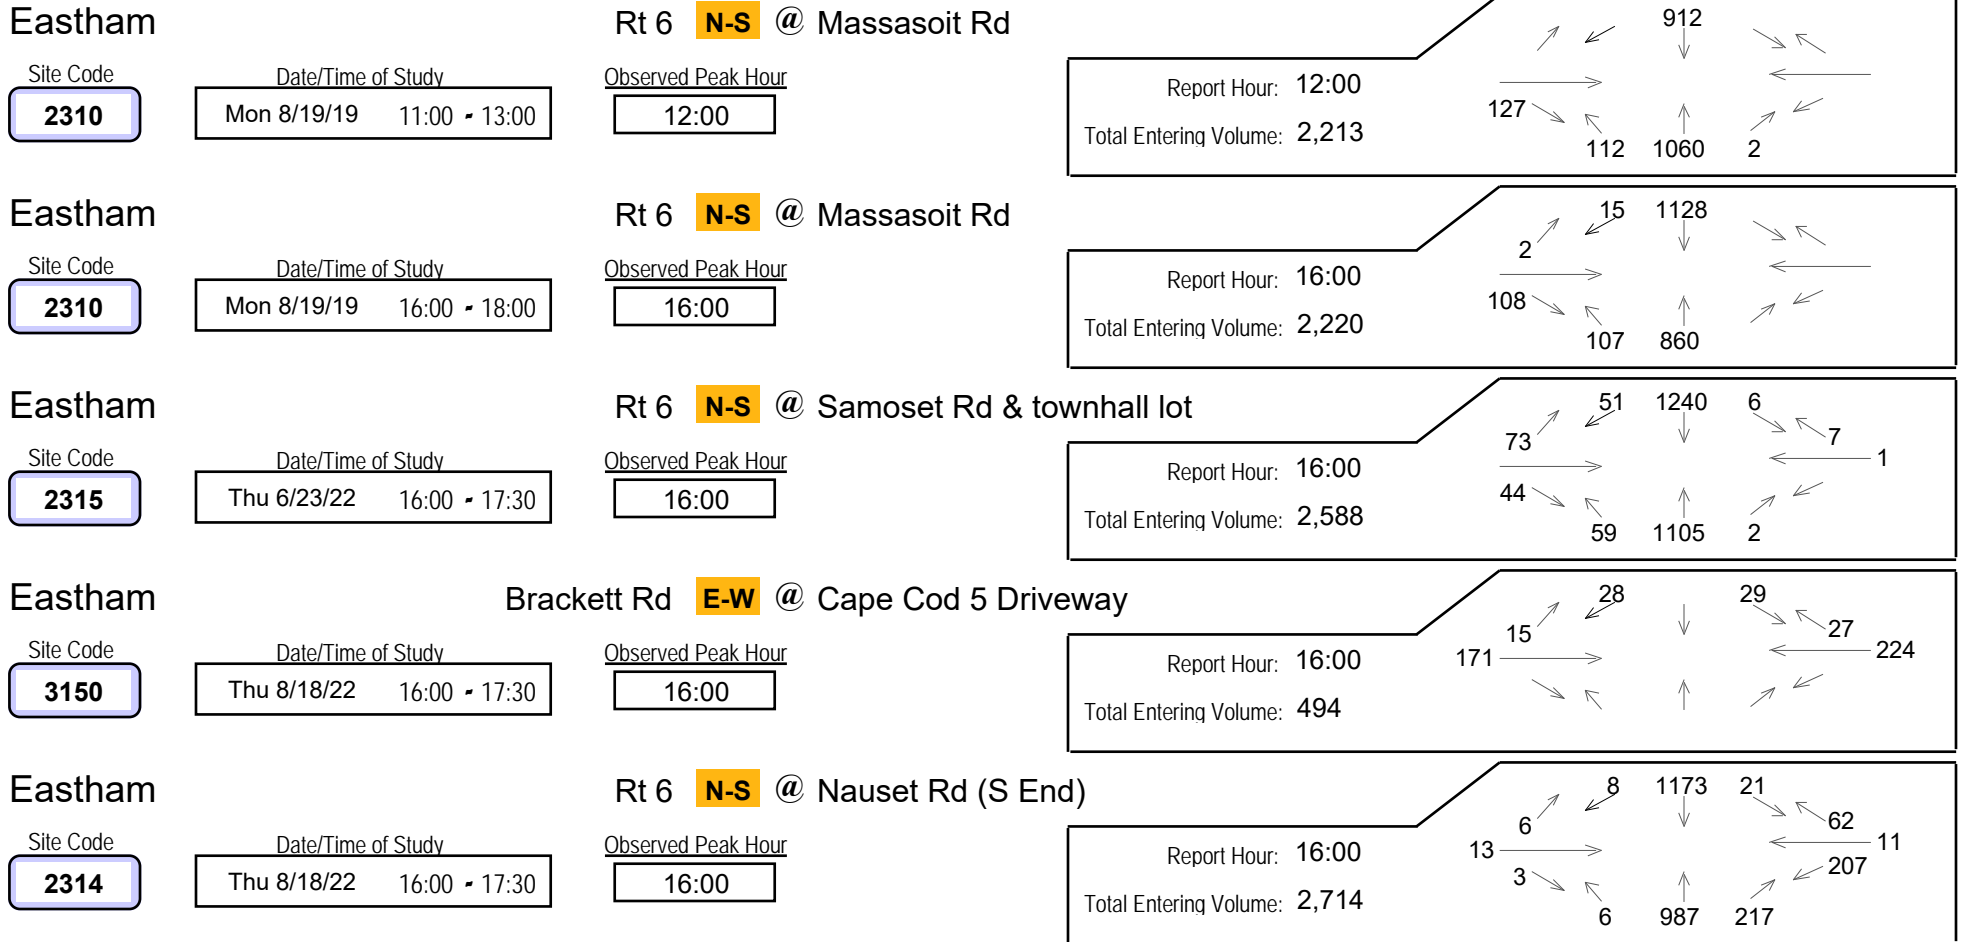 Eastham Rt 6 N-S @ Massasoit Rd 912
Site Code Date/Time of Study Observed Peak Hour
2310 Mon 8/19/19 11:00 - 13:00 12:00
Report Hour: 12:00
127
Total Entering Volume: 2,213
112 1060 2
Eastham Rt 6 N-S @ Massasoit Rd 15 1128
2
Site Code Date/Time of Study Observed Peak Hour
2310 Mon 8/19/19 16:00 - 18:00 16:00
Report Hour: 16:00
108
Total Entering Volume: 2,220
107 860
Eastham Rt 6 N-S @ Samoset Rd & townhall lot 51 1240 6
73 7
1
Site Code Date/Time of Study Observed Peak Hour
2315 Thu 6/23/22 16:00 - 17:30 16:00
Report Hour: 16:00
44
Total Entering Volume: 2,588
59 1105 2
Eastham Brackett Rd E-W @ Cape Cod 5 Driveway 28 29
15 27
171 224
Site Code Date/Time of Study Observed Peak Hour
3150 Thu 8/18/22 16:00 - 17:30 16:00
Report Hour: 16:00
Total Entering Volume: 494
Eastham Rt 6 N-S @ Nauset Rd (S End) 8 1173 21
6 62
13 11
Site Code Date/Time of Study Observed Peak Hour
2314 Thu 8/18/22 16:00 - 17:30 16:00
Report Hour: 16:00
3 207
Total Entering Volume: 2,714
6 987 217